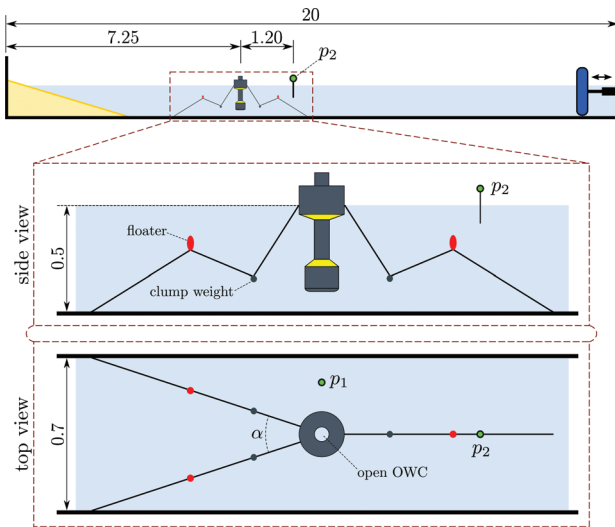 20
7.25
1.20
p2
side view
0.5
floater
clump weight
p2
top view
0.7
p1
α
p2
open OWC